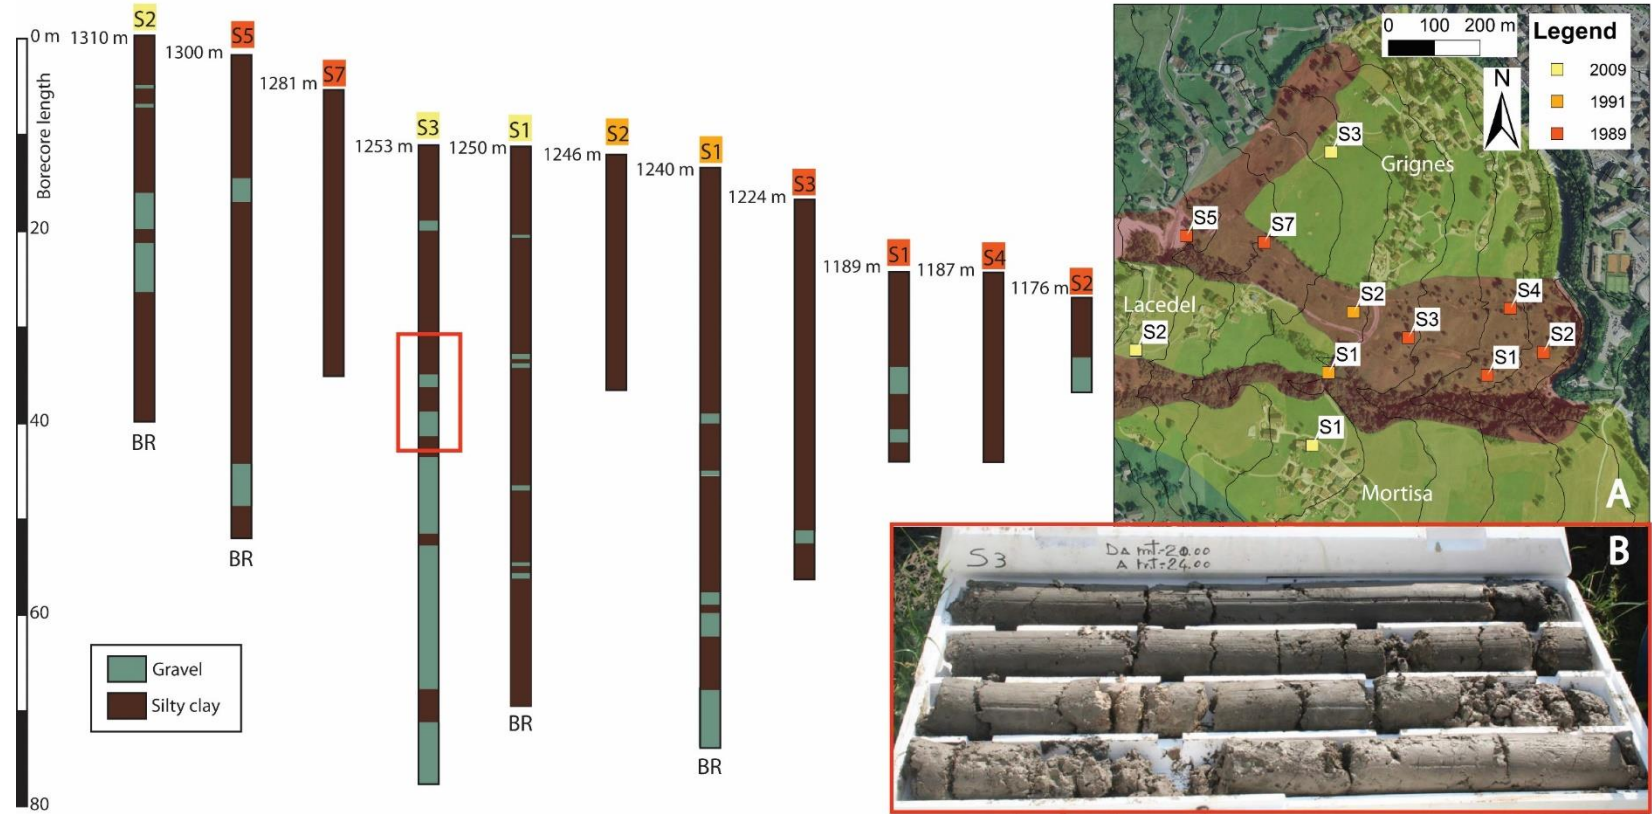 0 m
20
40
60
80
Borecore length
S2
1310 m
BR
S5
1300 m
BR
S7
1281 m
S3
1253 m
S1
1250 m
BR
S2
1246 m
S1
1240 m
BR
S3
1224 m
S1
1189 m
S4
1187 m
S2
1176 m
Gravel
Silty clay
0 100 200 m
N
Legend
2009
1991
1989
S3
Grignes
S5
S7
Lacedel
S2
S2
S3
S4
S2
S1
S1
S1
Mortisa
A
B
S3
DA mt. 20.00
A mt. 24.00